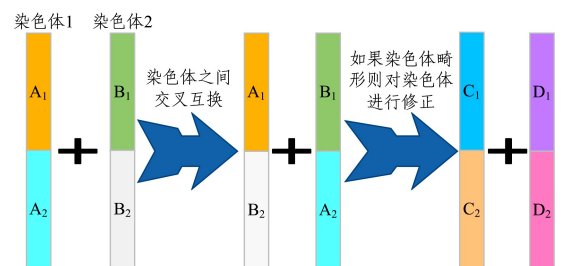 染色体1 染色体2
染色体之间
交叉互换
如果染色体畸
形则对染色体
进行修正
A1 B1 A1 B1 C1 D1
A2 B2 B2 A2 C2 D2